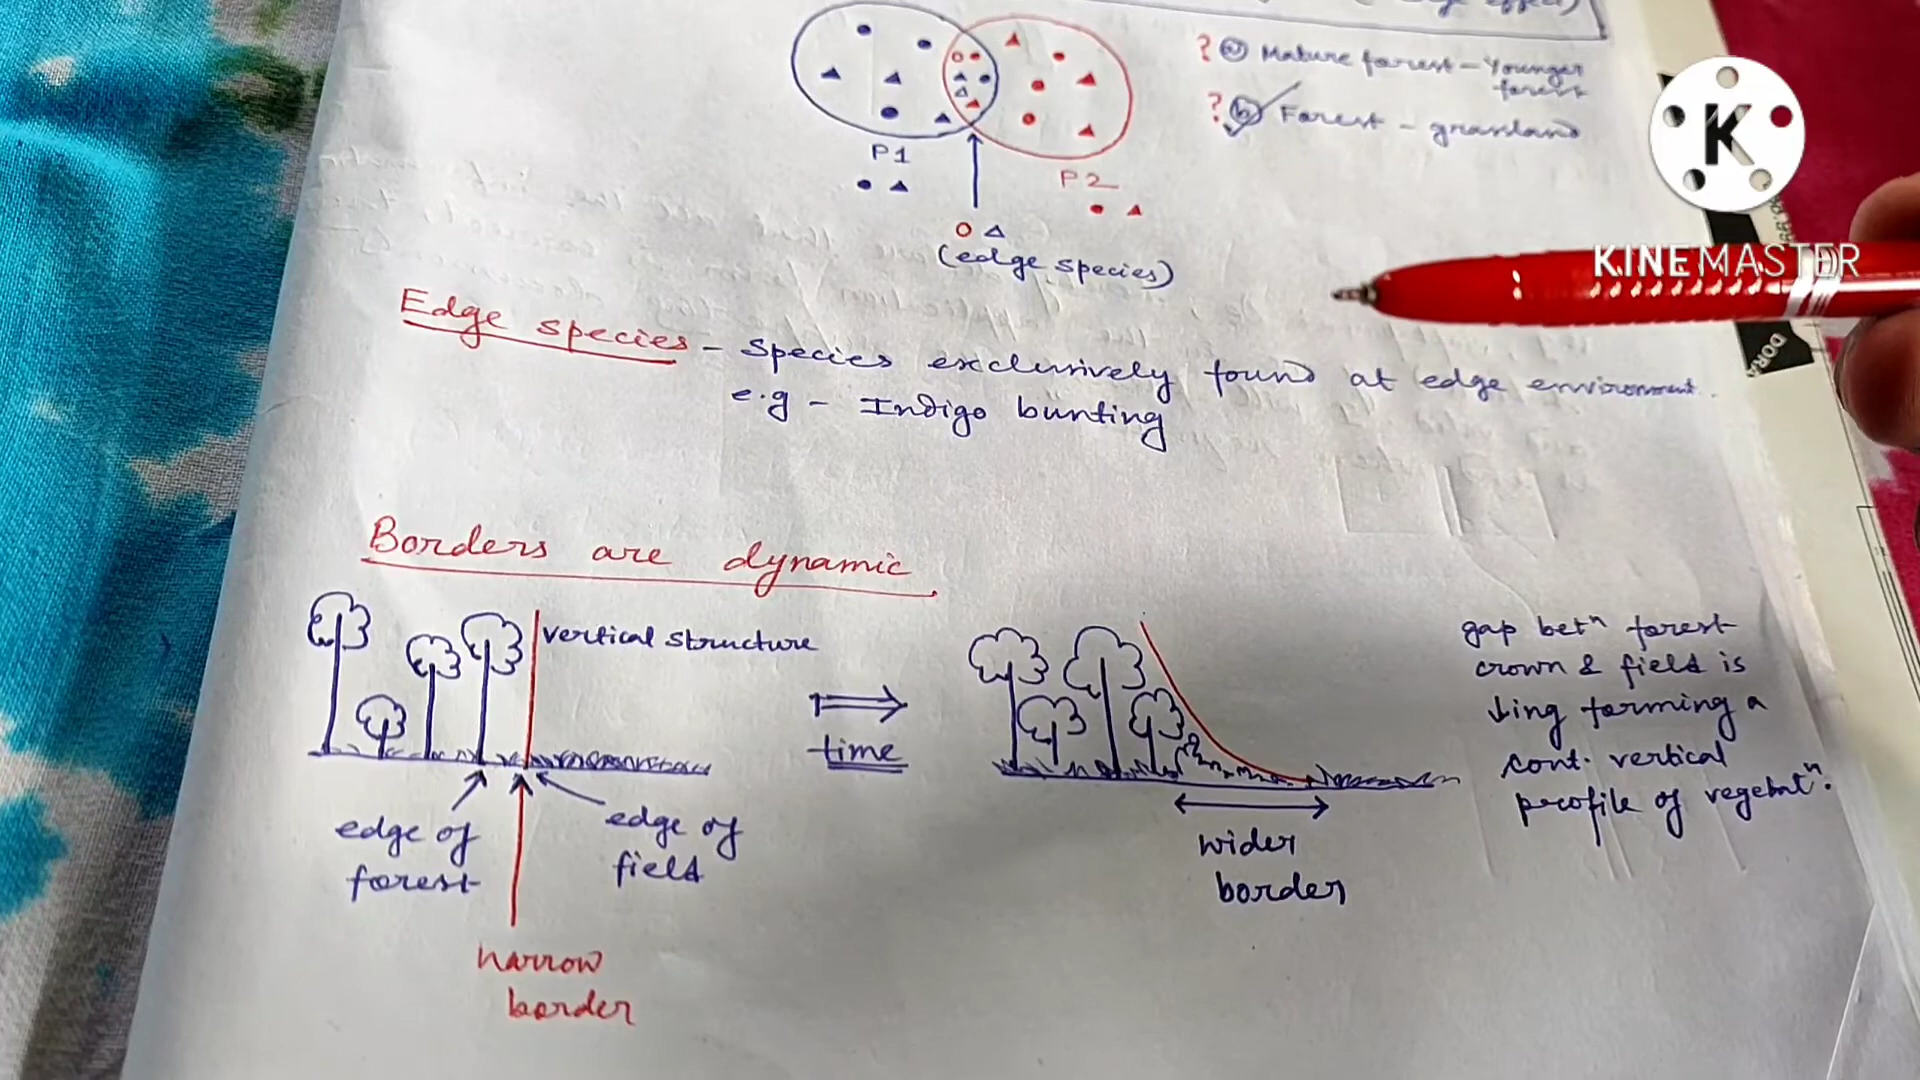 effect)
? a Mature forest - Younger
forest
? b Forest - grassland
P1
P2
(edge species)
Edge species - Species exclusively found at edge environment.
e.g - Indigo bunting
Borders are dynamic
vertical structure
time
edge of
forest
edge of
field
narrow
border
wider
border
gap betn forest
crown & field is
↓ing forming a
cont. vertical
profile of vegetatn.
K
KINEMASTER